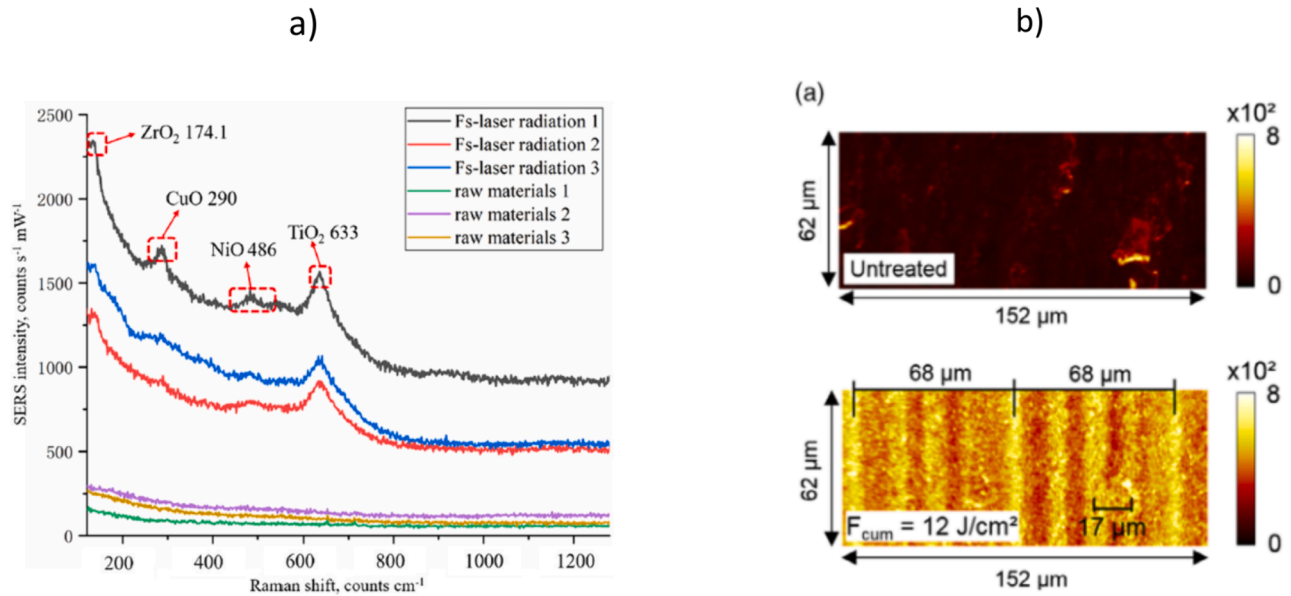 a)
b)
2500
2000
1500
1000
500
0
SERS intensity, counts s⁻¹ mW⁻¹
200
400
600
800
1000
1200
Raman shift, counts cm⁻¹
ZrO₂ 174.1
CuO 290
NiO 486
TiO₂ 633
Fs-laser radiation 1
Fs-laser radiation 2
Fs-laser radiation 3
raw materials 1
raw materials 2
raw materials 3
(a)
x10²
8
0
62 µm
Untreated
152 µm
68 µm
68 µm
x10²
8
0
62 µm
17 µm
F_cum = 12 J/cm²
152 µm